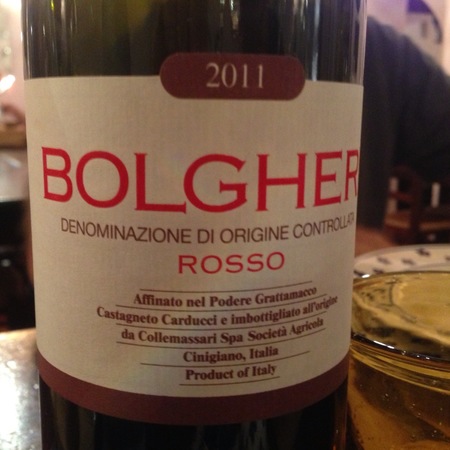 2011
BOLGHER
DENOMINAZIONE DI ORIGINE CONTROLLATA
ROSSO
Affinato nel Podere Grattamacco
Castagneto Carducci e imbottigliato all'origine
da Collemassari Spa Società Agricola
Cinigiano, Italia
Product of Italy